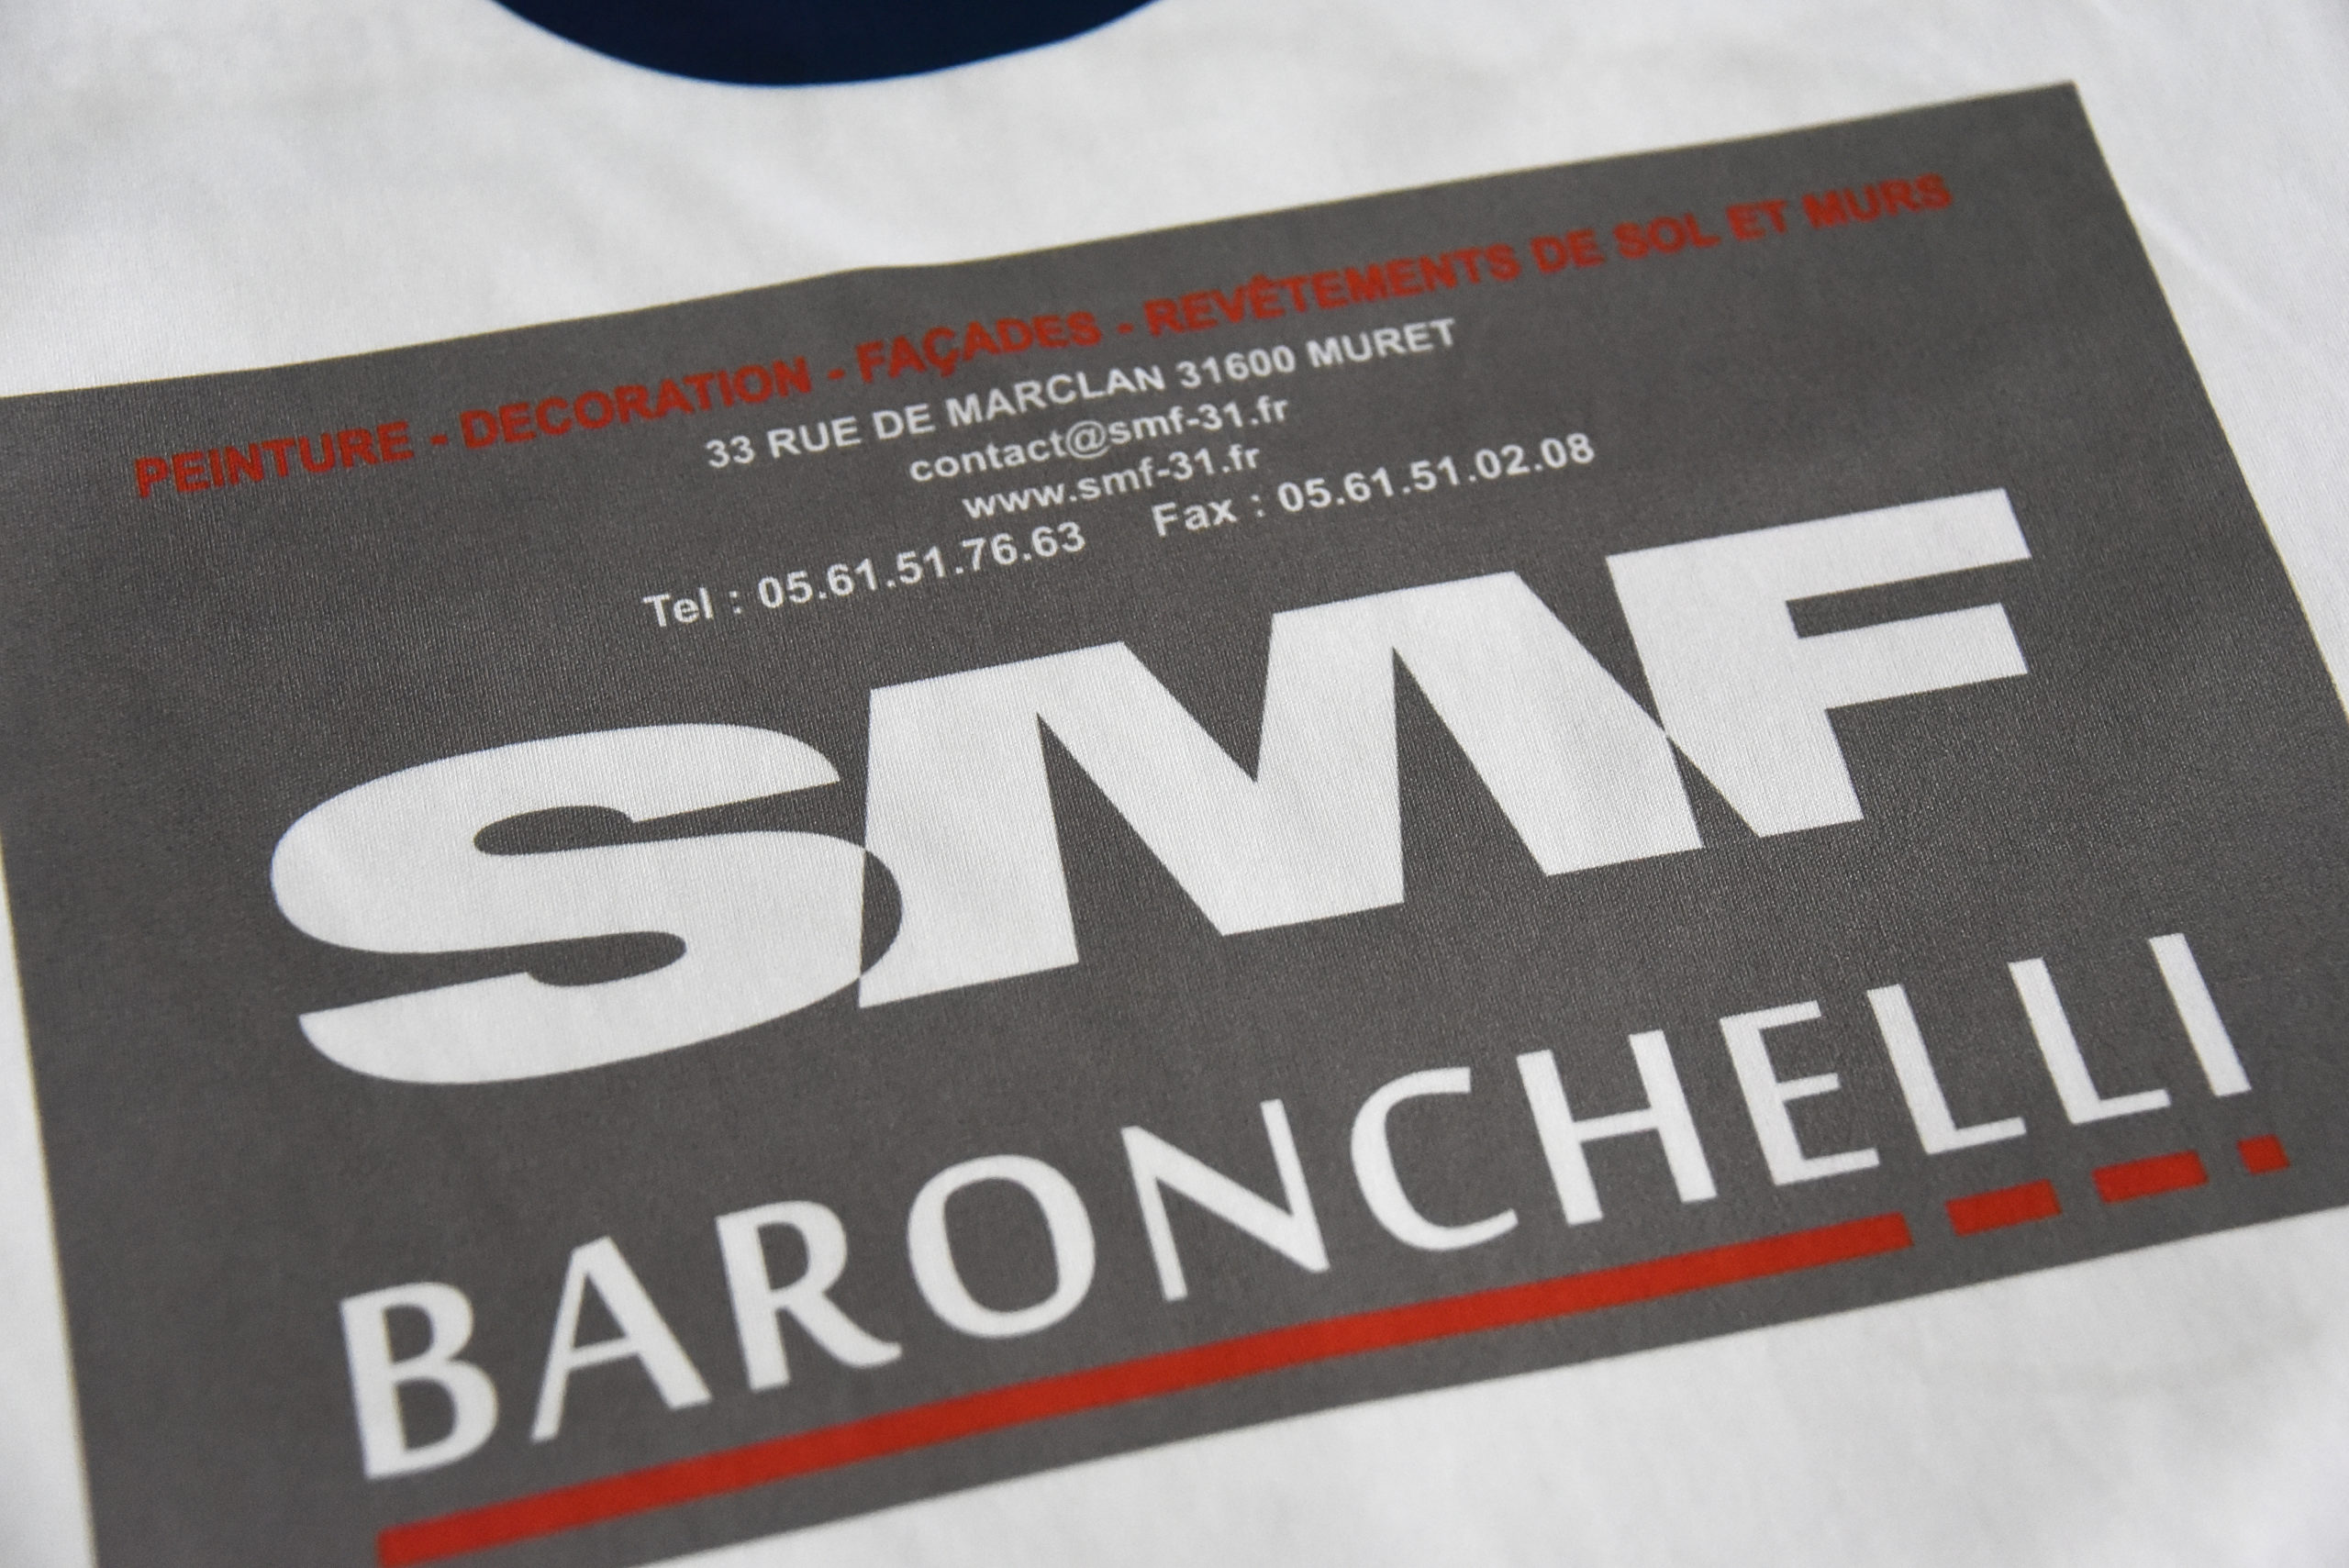 PEINTURE - DECORATION - FAÇADES - REVÊTEMENTS DE SOL ET MURS
33 RUE DE MARCLAN 31600 MURET
contact@smf-31.fr
www.smf-31.fr
Tel : 05.61.51.76.63 Fax : 05.61.51.02.08
SMF
BARONCHELLI